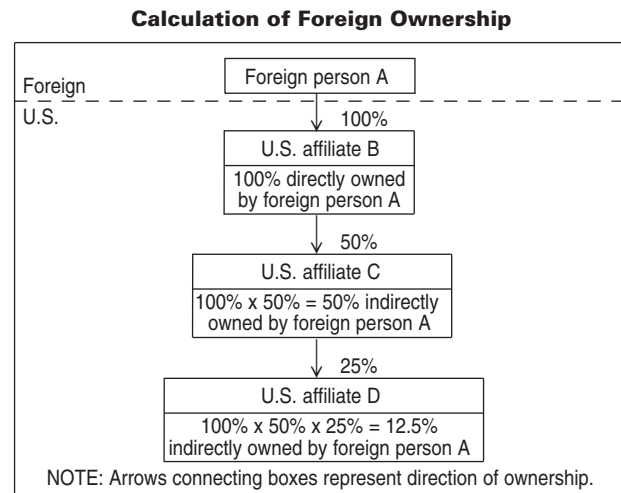 Calculation of Foreign Ownership
Foreign person A
Foreign
U.S.
100%
U.S. affiliate B
100% directly owned
by foreign person A
50%
U.S. affiliate C
100% x 50% = 50% indirectly
owned by foreign person A
25%
U.S. affiliate D
100% x 50% x 25% = 12.5%
indirectly owned by foreign person A
NOTE: Arrows connecting boxes represent direction of ownership.